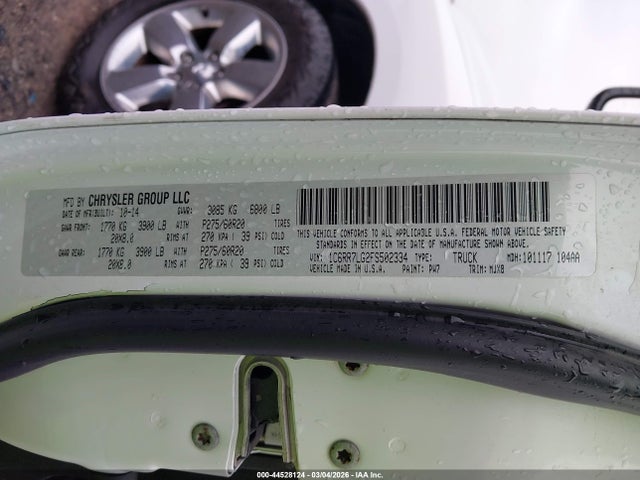 MFD BY CHRYSLER GROUP LLC
DATE OF MFR(BUILT): 10-14 GVWR: 3085 KG 6800 LB
GAWR FRONT: 1770 KG 3900 LB WITH P275/60R20 TIRES
20X8.0 RIMS AT 270 KPA ( 39 PSI) COLD
GAWR REAR: 1770 KG 3900 LB WITH P275/60R20 TIRES
20X8.0 RIMS AT 270 KPA ( 39 PSI) COLD
THIS VEHICLE CONFORMS TO ALL APPLICABLE U.S.A. FEDERAL MOTOR VEHICLE SAFETY
STANDARDS IN EFFECT ON THE DATE OF MANUFACTURE SHOWN ABOVE
VIN: 1C6RR7LG2FS502334 TYPE: TRUCK MDH:101117 104AA
VEHICLE MADE IN U.S.A. PAINT: PW7 TRIM: MJX8
000-44528124 | 03/04/2026 | IAA Inc.